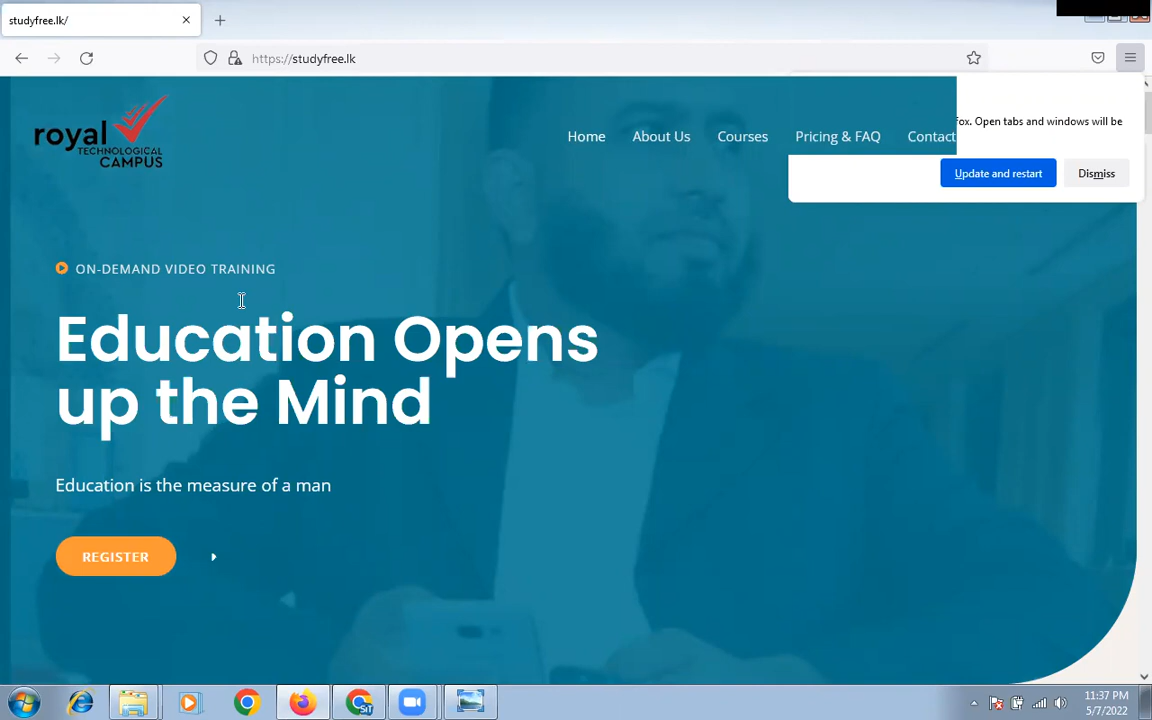 studyfree.lk/
https://studyfree.lk
royal
TECHNOLOGICAL
CAMPUS
Home About Us Courses Pricing & FAQ Contact
fox. Open tabs and windows will be
Update and restart Dismiss
ON-DEMAND VIDEO TRAINING
Education Opens
up the Mind
Education is the measure of a man
REGISTER
SiT
11:37 PM
5/7/2022